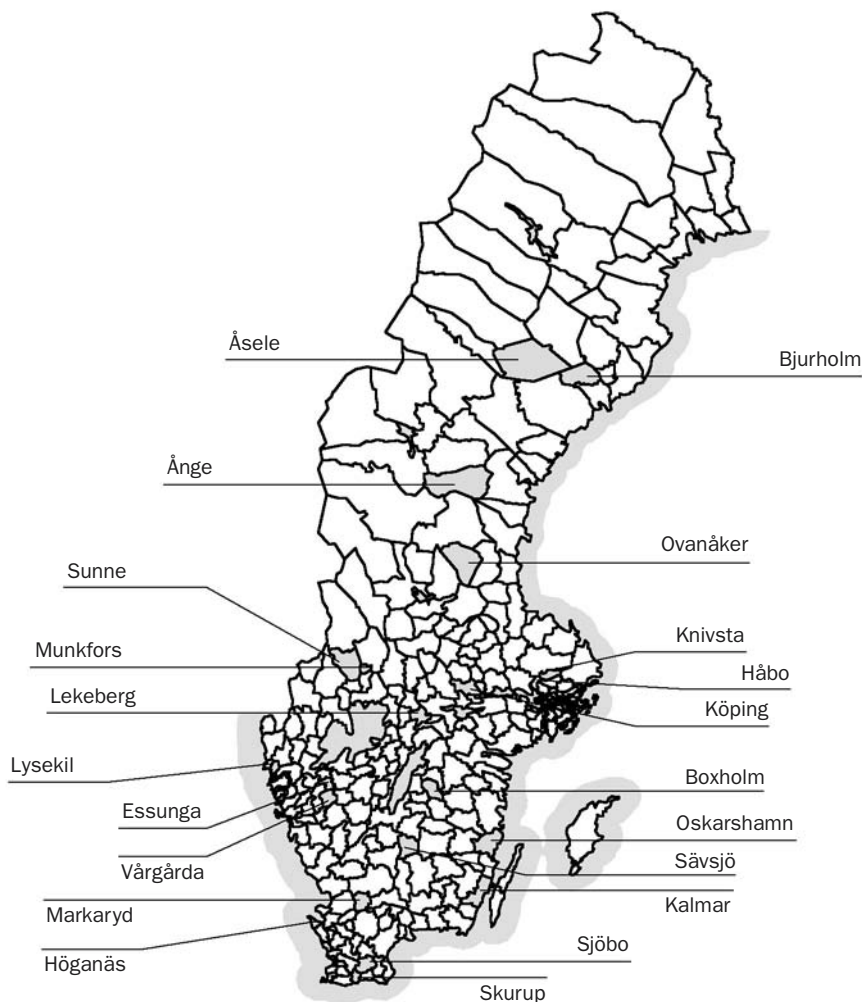 Åsele
Bjurholm
Ånge
Ovanåker
Sunne
Knivsta
Munkfors
Håbo
Lekeberg
Köping
Lysekil
Boxholm
Essunga
Oskarshamn
Sävsjö
Vårgårda
Kalmar
Markaryd
Sjöbo
Höganäs
Skurup